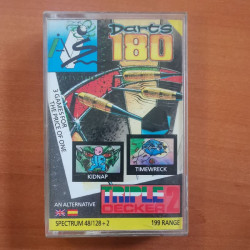 Darts
180
3 GAMES FOR
THE PRICE OF ONE
KIDNAP
TIMEWRECK
TRIPLE
DECKER 2
AN ALTERNATIVE
SPECTRUM 48/128+2
199 RANGE